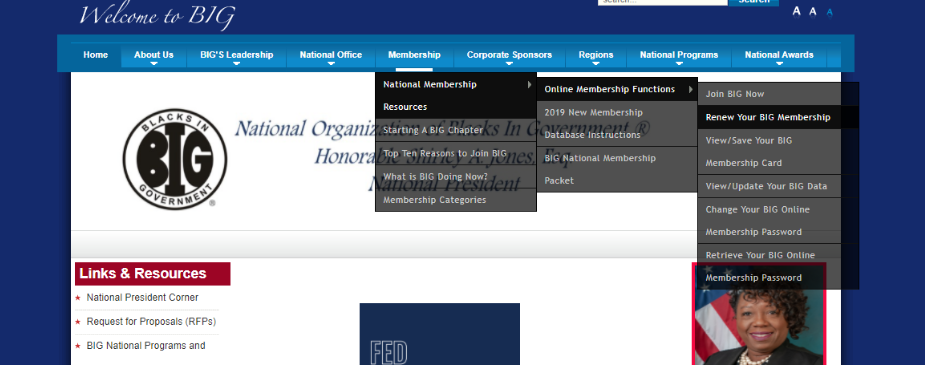 Welcome to BIG
search...
Search
A A A
Home About Us BIG'S Leadership National Office Membership Corporate Sponsors Regions National Programs National Awards
National Membership
Resources
Starting A BIG Chapter
Top Ten Reasons to Join BIG
What is BIG Doing Now?
Membership Categories
Online Membership Functions
2019 New Membership
Database Instructions
BIG National Membership
Packet
Join BIG Now
Renew Your BIG Membership
View/Save Your BIG
Membership Card
View/Update Your BIG Data
Change Your BIG Online
Membership Password
Retrieve Your BIG Online
Membership Password
BLACKS IN
BIG
GOVERNMENT
®
National Organization of Blacks In Government ®
Honorable Shirley A. Jones, Esq
National President
Links & Resources
National President Corner
Request for Proposals (RFPs)
BIG National Programs and
FED